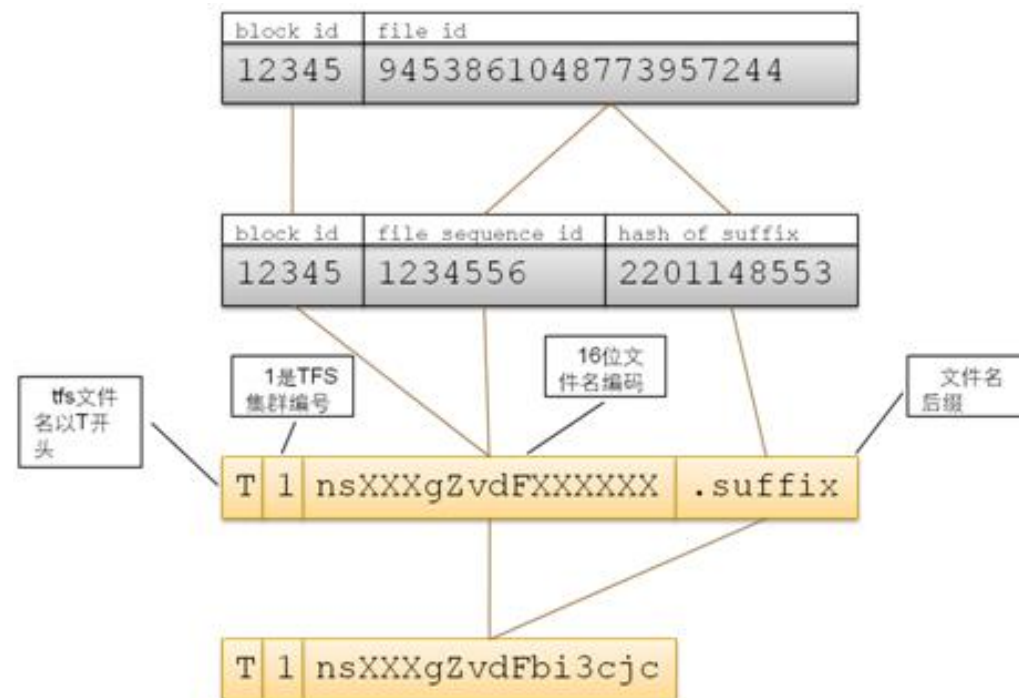 block id file id
12345 9453861048773957244
block id file sequence id hash of suffix
12345 1234556 2201148553
tfs文件
名以T开
头
1是TFS
集群编号
16位文
件名编码
文件名
后缀
T 1 nsXXXgZvdFXXXXXX .suffix
T 1 nsXXXgZvdFbi3cjc